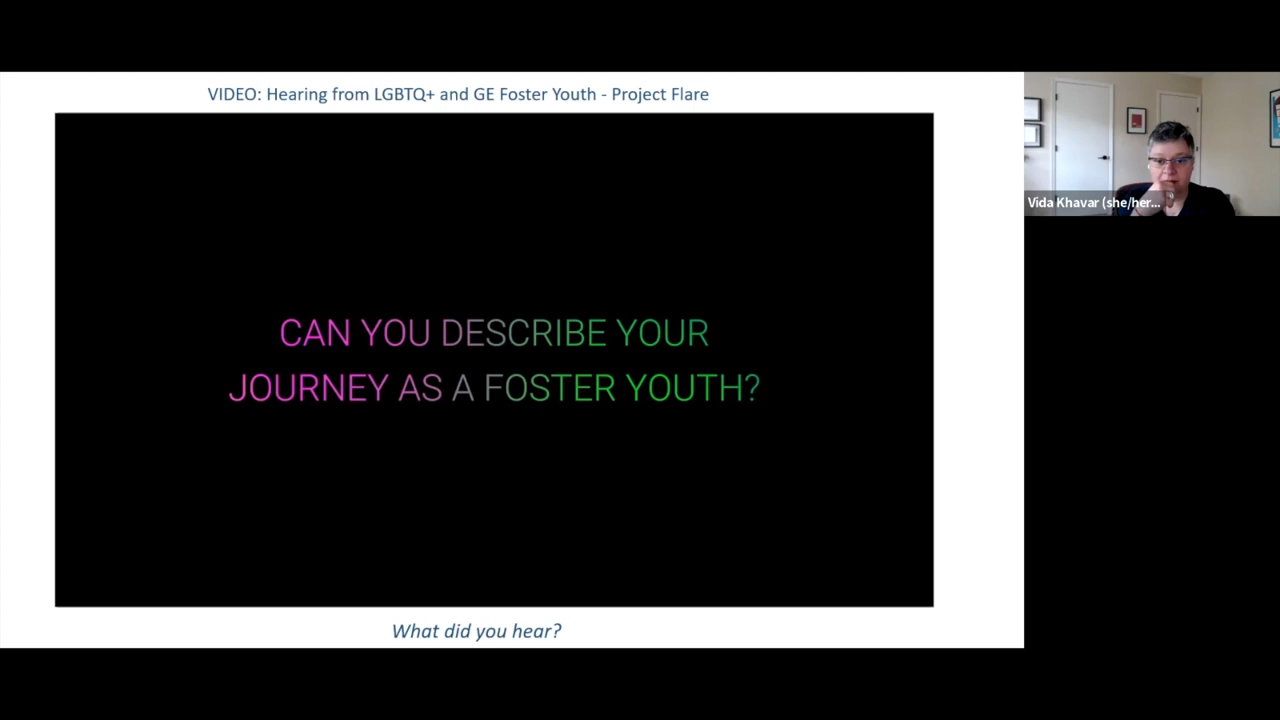 VIDEO: Hearing from LGBTQ+ and GE Foster Youth - Project Flare
CAN YOU DESCRIBE YOUR
JOURNEY AS A FOSTER YOUTH?
What did you hear?
Vida Khavar (she/her...